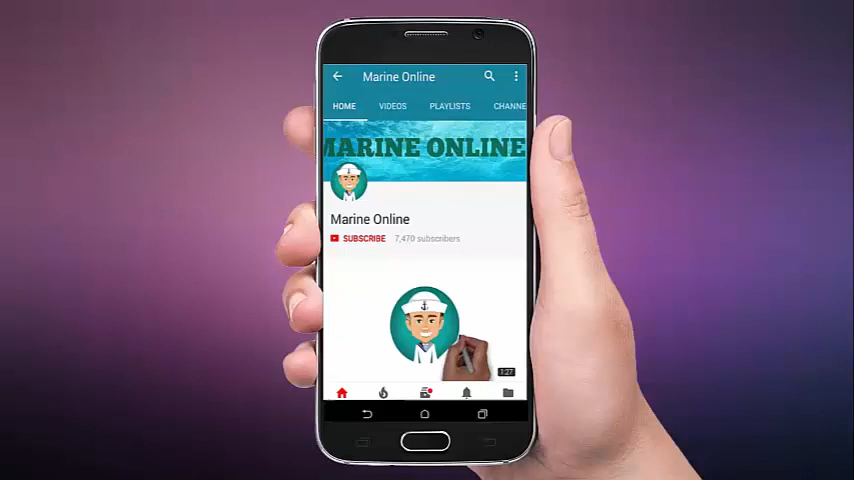 Marine Online
HOME VIDEOS PLAYLISTS CHANNE
MARINE ONLINE
Marine Online
SUBSCRIBE 7,470 subscribers
1:27